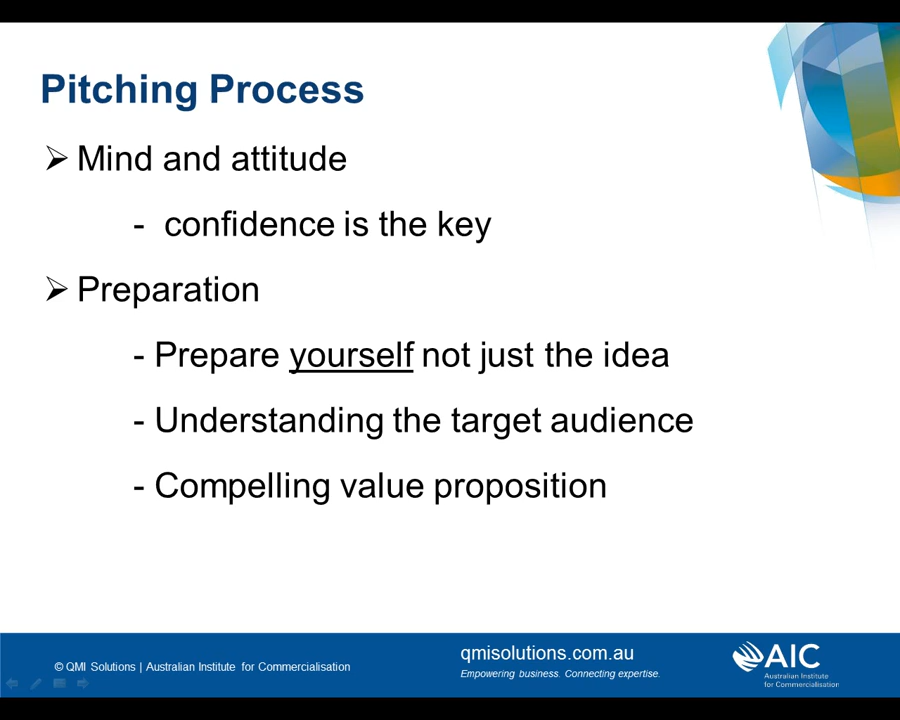 Pitching Process
➢ Mind and attitude
- confidence is the key
➢ Preparation
- Prepare yourself not just the idea
- Understanding the target audience
- Compelling value proposition
© QMI Solutions | Australian Institute for Commercialisation
qmisolutions.com.au
Empowering business. Connecting expertise.
AIC
Australian Institute
for Commercialisation